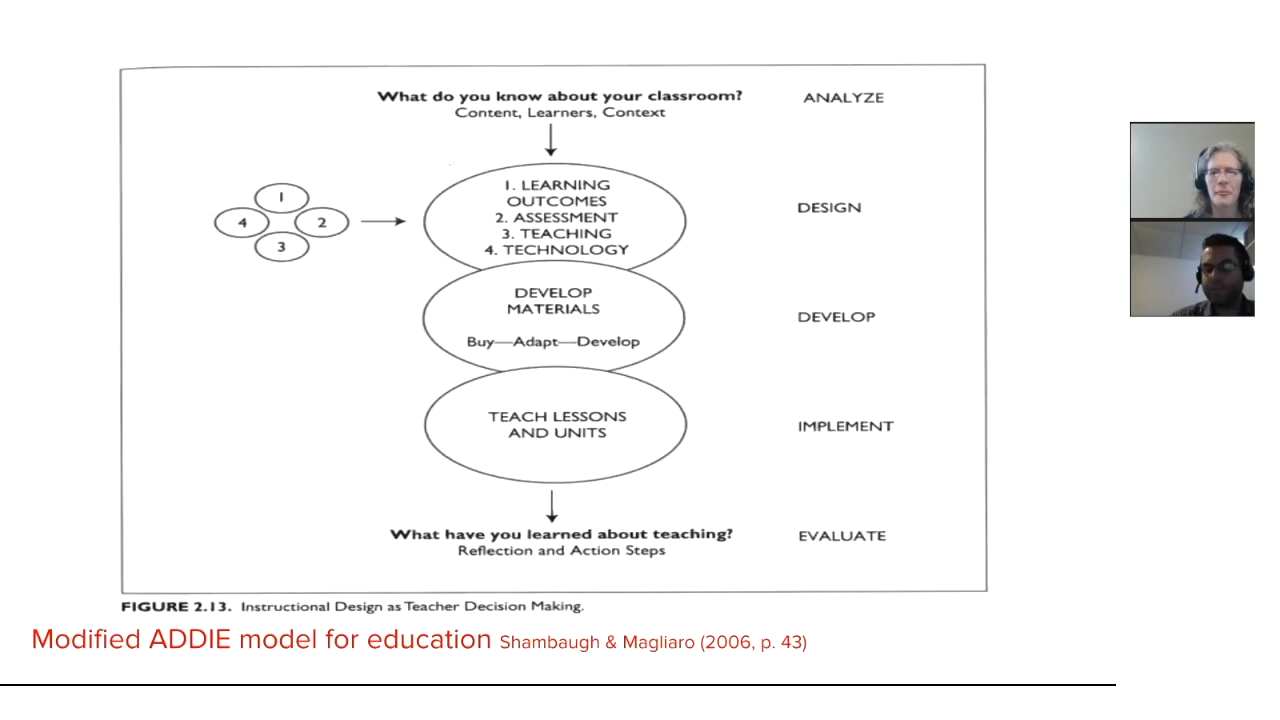 What do you know about your classroom?
Content, Learners, Context
ANALYZE
1
4
2
3
1. LEARNING
OUTCOMES
2. ASSESSMENT
3. TEACHING
4. TECHNOLOGY
DESIGN
DEVELOP
MATERIALS
Buy—Adapt—Develop
DEVELOP
TEACH LESSONS
AND UNITS
IMPLEMENT
What have you learned about teaching?
Reflection and Action Steps
EVALUATE
FIGURE 2.13. Instructional Design as Teacher Decision Making.
Modified ADDIE model for education Shambaugh & Magliaro (2006, p. 43)